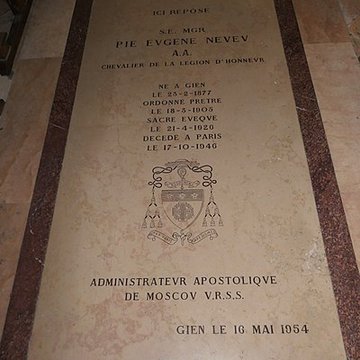 ICI REPOSE
S.E. MGR
PIE EVGENE NEVEV
A.A.
CHEVALIER DE LA LEGION D'HONNEVR
NE A GIEN
LE 23-2-1877
ORDONNE PRETRE
LE 18-3-1905
SACRE EVEQVE
LE 21-4-1926
DECEDE A PARIS
LE 17-10-1946
ADMINISTRATEVR APOSTOLIQVE
DE MOSCOV V.R.S.S.
GIEN LE 16 MAI 1954